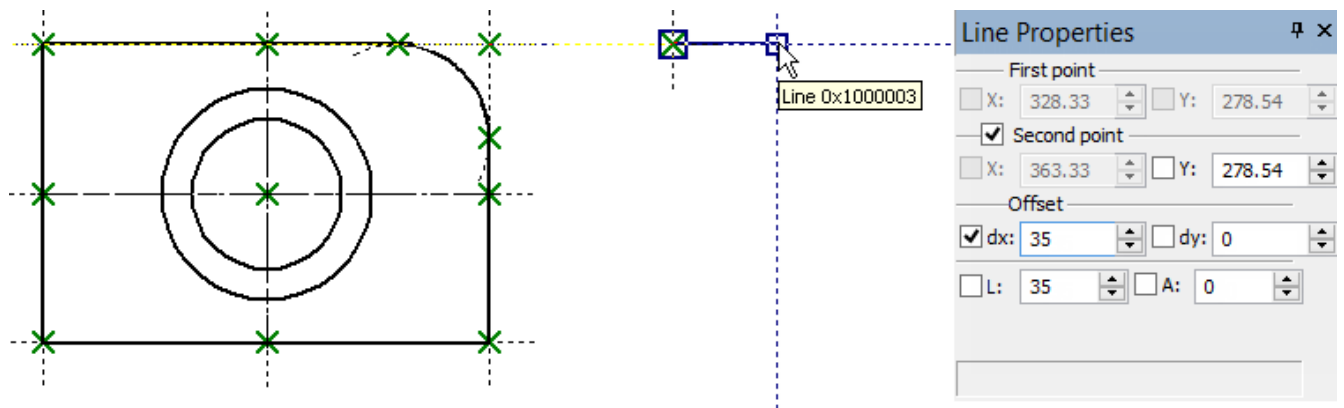 Line Properties
First point
X: 328.33 Y: 278.54
Second point
X: 363.33 Y: 278.54
Offset
dx: 35 dy: 0
L: 35 A: 0
Line 0x1000003